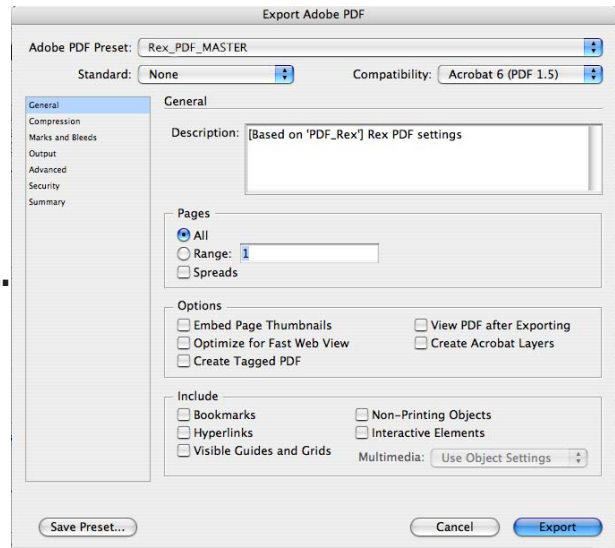 Export Adobe PDF
Adobe PDF Preset: Rex_PDF_MASTER
Standard: None Compatibility: Acrobat 6 (PDF 1.5)
General
Compression
Marks and Bleeds
Output
Advanced
Security
Summary
General
Description: [Based on 'PDF_Rex'] Rex PDF settings
Pages
All
Range: 1
Spreads
Options
Embed Page Thumbnails View PDF after Exporting
Optimize for Fast Web View Create Acrobat Layers
Create Tagged PDF
Include
Bookmarks Non-Printing Objects
Hyperlinks Interactive Elements
Visible Guides and Grids Multimedia: Use Object Settings
Save Preset... Cancel Export